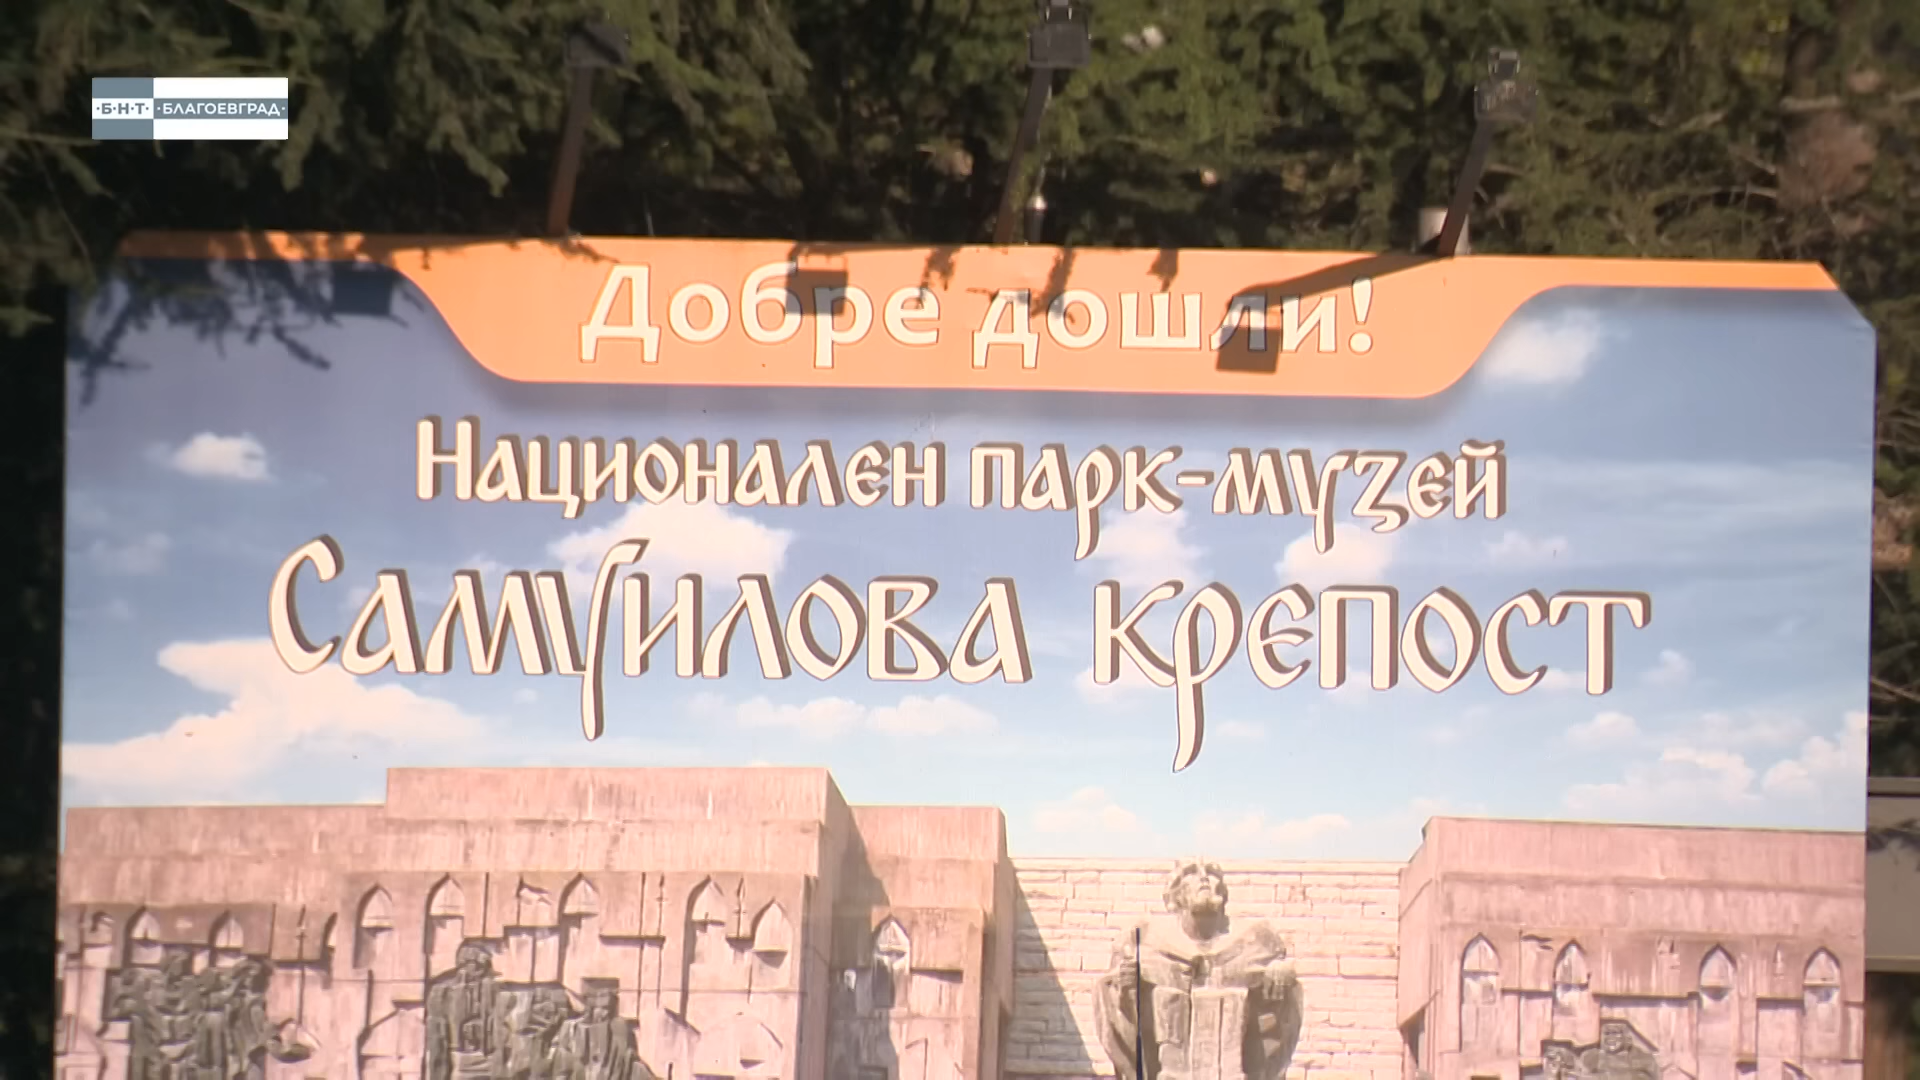 ·Б·Н·Т· ·БЛАГОЕВГРАД·
Добре дошли!
Национален парк-музей
Самуилова крепост